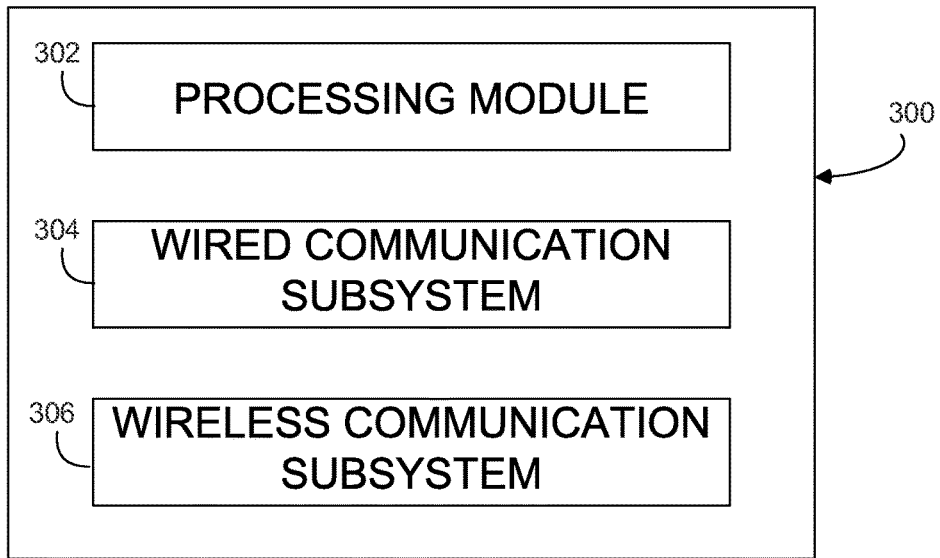 302
PROCESSING MODULE
300
304
WIRED COMMUNICATION
SUBSYSTEM
306
WIRELESS COMMUNICATION
SUBSYSTEM